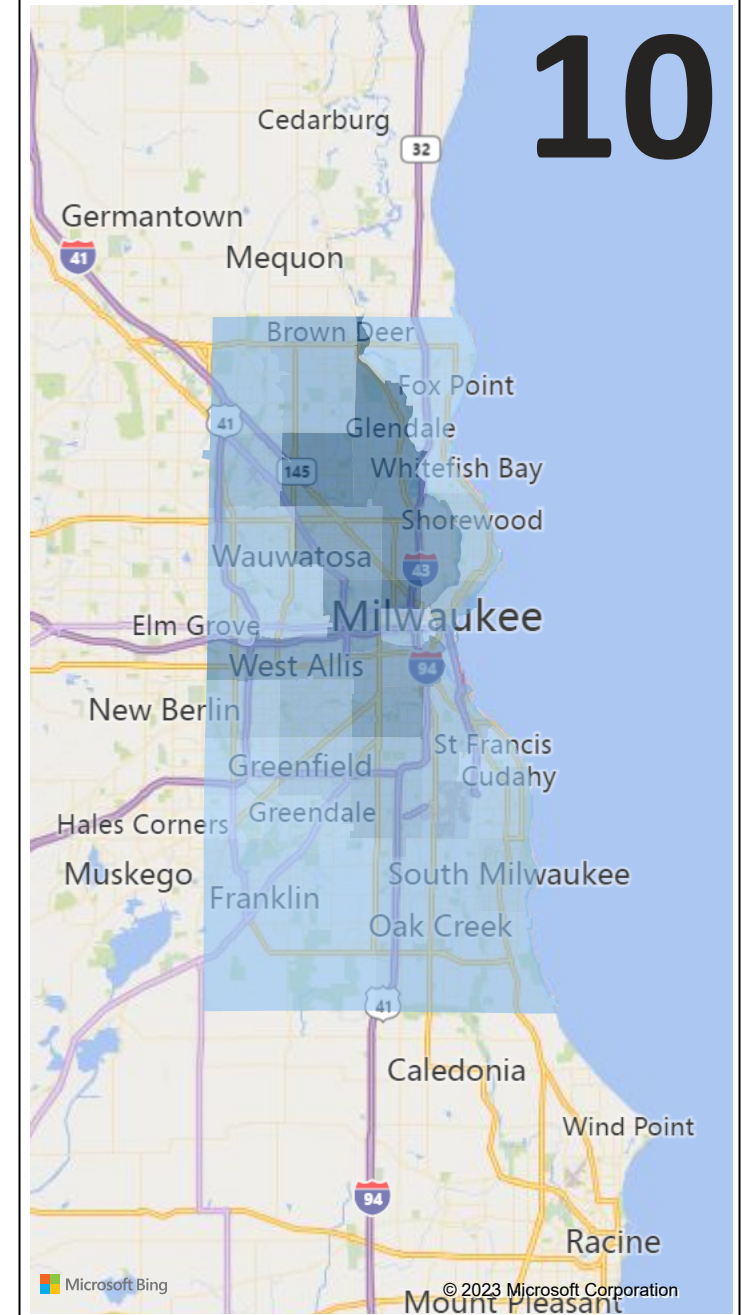 10
Cedarburg
32
Germantown
41
Mequon
Brown Deer
Fox Point
41
Glendale
145
Whitefish Bay
Shorewood
Wauwatosa
43
Milwaukee
Elm Grove
West Allis
94
New Berlin
St Francis
Greenfield
Cudahy
Greendale
Hales Corners
Muskego
South Milwaukee
Franklin
Oak Creek
41
Caledonia
Wind Point
94
Racine
Microsoft Bing
© 2023 Microsoft Corporation
Mount Pleasant